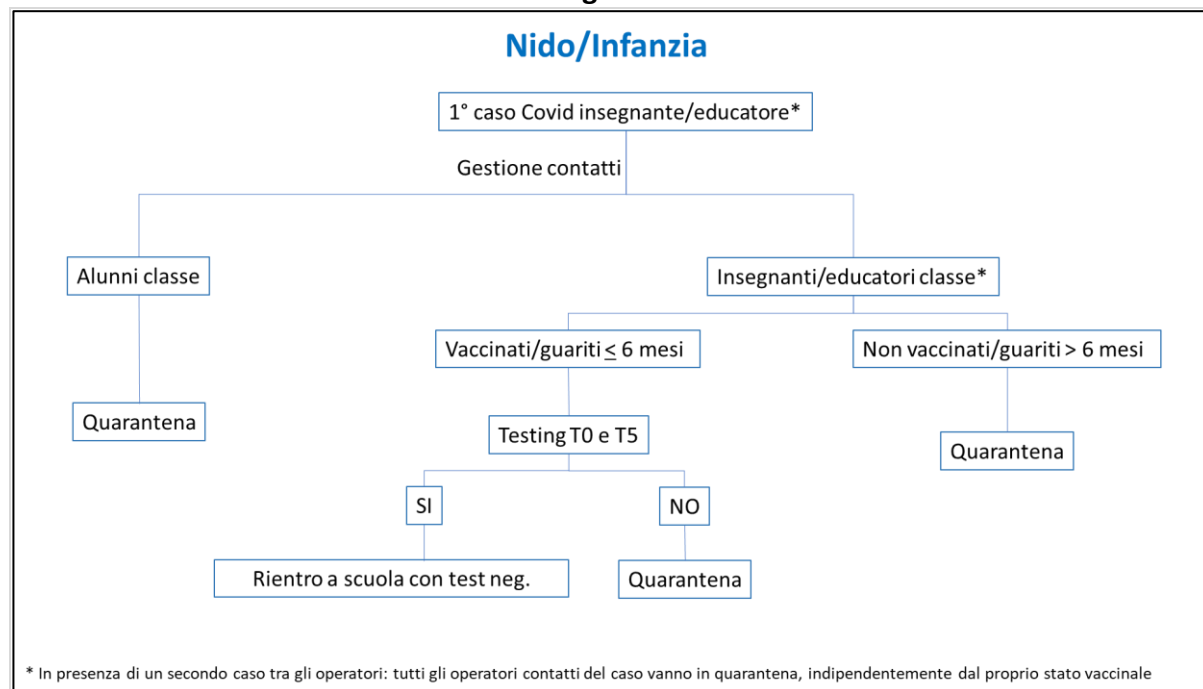 Nido/Infanzia
1° caso Covid insegnante/educatore*
Gestione contatti
Alunni classe
Insegnanti/educatori classe*
Vaccinati/guariti ≤ 6 mesi
Non vaccinati/guariti > 6 mesi
Quarantena
Testing T0 e T5
Quarantena
SI
NO
Rientro a scuola con test neg.
Quarantena
* In presenza di un secondo caso tra gli operatori: tutti gli operatori contatti del caso vanno in quarantena, indipendentemente dal proprio stato vaccinale